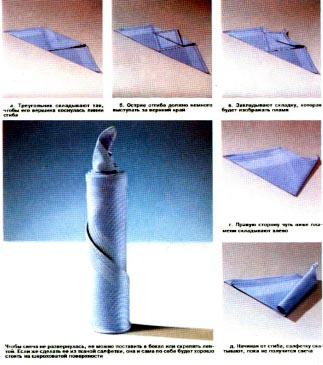 а. Треугольник складывают так,
чтобы его вершина коснулась линии
сгиба
б. Острие отгиба должно немного
выступать за верхний край
в. Закладывают складку, которая
будет изображать пламя
г. Правую сторону чуть ниже пла-
мени складывают влево
Чтобы свеча не развернулась, ее можно поставить в бокал или скрепить лен-
той. Если же сделать ее из тканой салфетки, она и сама по себе будет хорошо
стоять на шероховатой поверхности
д. Начиная от сгиба, салфетку ска-
тывают, пока не получится свеча